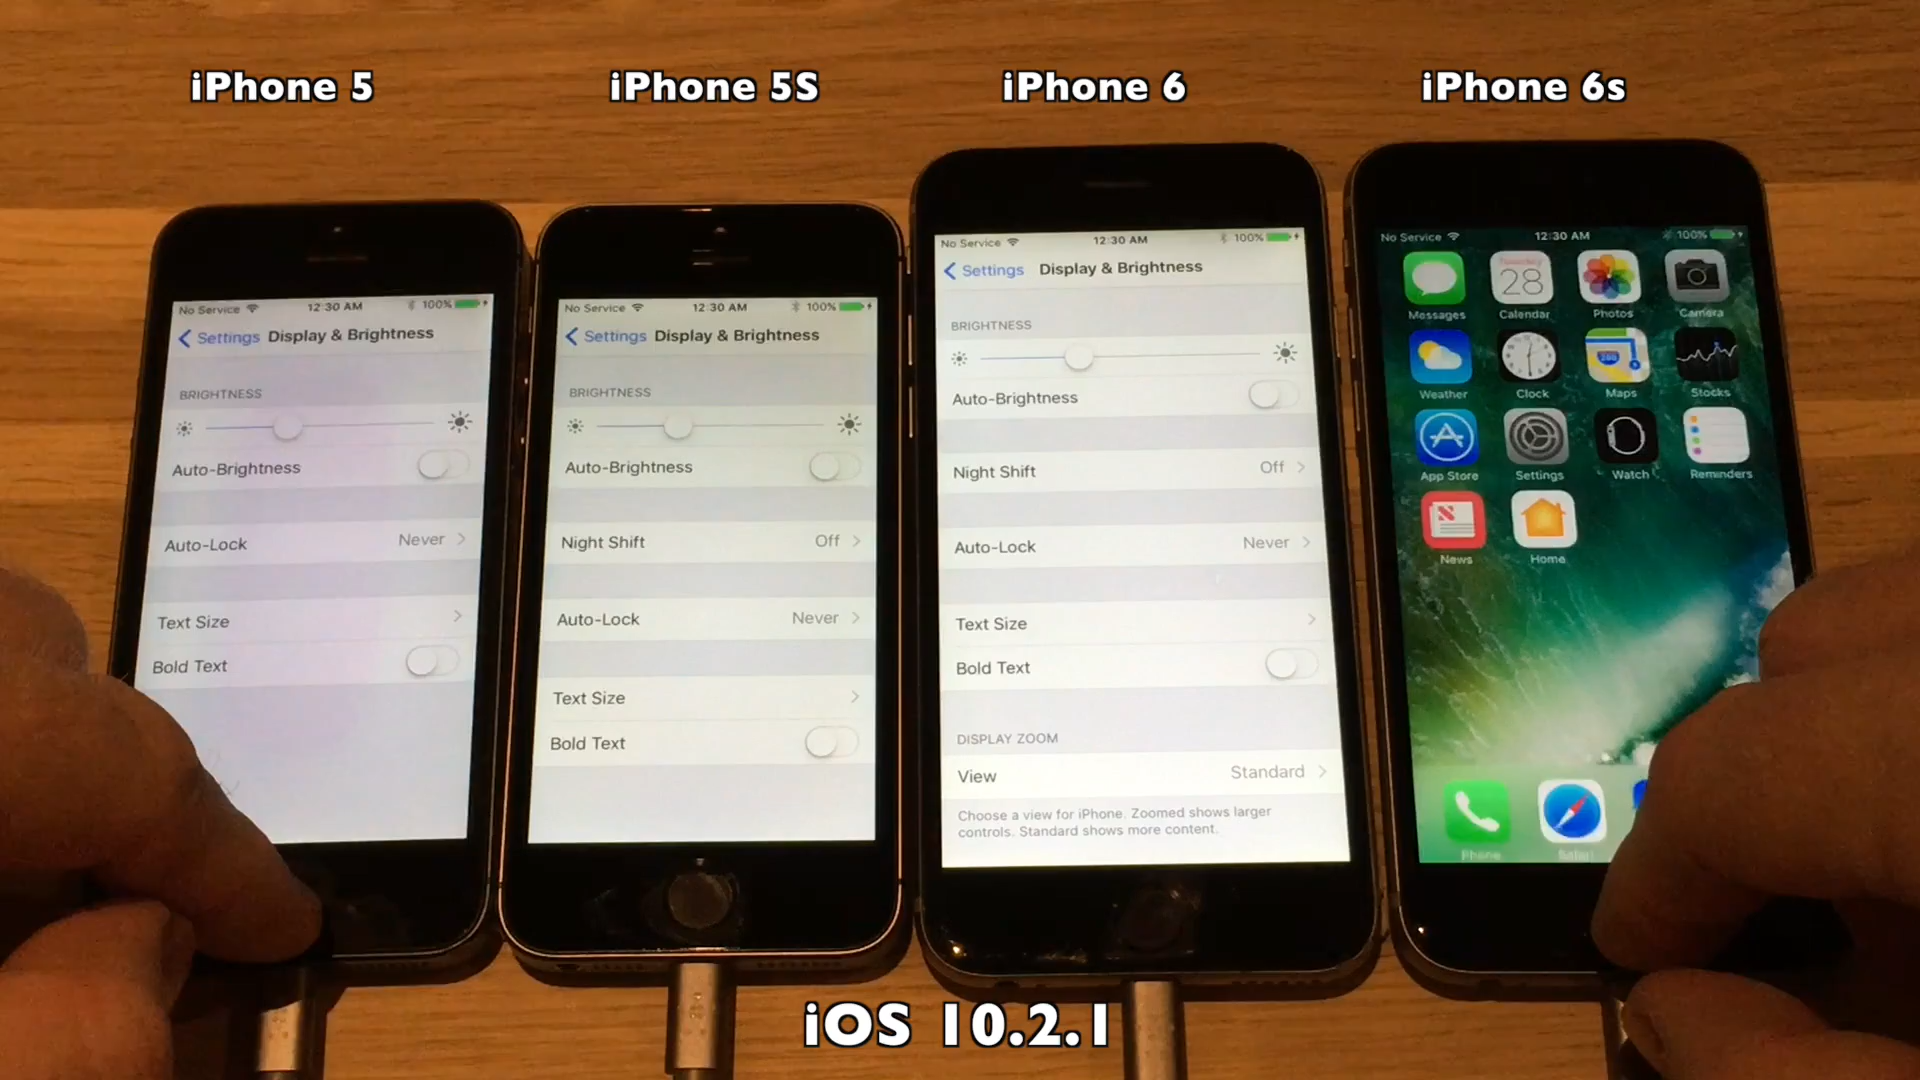 iPhone 5
iPhone 5S
iPhone 6
iPhone 6s
No Service 12:30 AM 100%
Settings Display & Brightness
BRIGHTNESS
Auto-Brightness
Auto-Lock Never
Text Size
Bold Text
No Service 12:30 AM 100%
Settings Display & Brightness
BRIGHTNESS
Auto-Brightness
Night Shift Off
Auto-Lock Never
Text Size
Bold Text
No Service 12:30 AM 100%
Settings Display & Brightness
BRIGHTNESS
Auto-Brightness
Night Shift Off
Auto-Lock Never
Text Size
Bold Text
DISPLAY ZOOM
View Standard
Choose a view for iPhone. Zoomed shows larger
controls. Standard shows more content.
No Service 12:30 AM 100%
28
Messages Calendar Photos Camera
280
Weather Clock Maps Stocks
App Store Settings Watch Reminders
News Home
Phone Safari
iOS 10.2.1